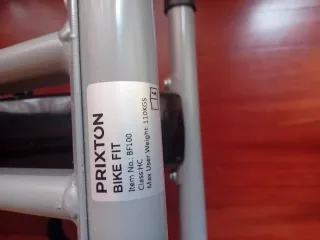 PRIXTON
BIKE FIT
Item No.: BF100
Class:HC
Max User Weight: 110KGS